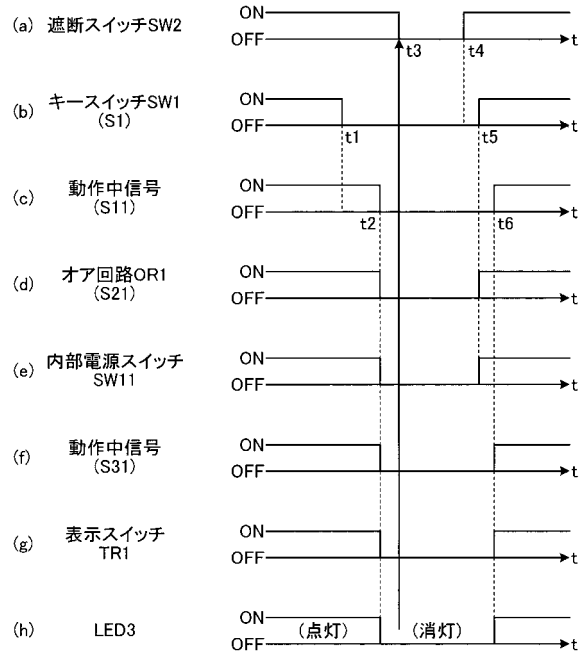 (a) 遮断スイッチSW2
ON
OFF
t3
t4
t
(b) キースイッチSW1
(S1)
ON
OFF
t1
t5
t
(c) 動作中信号
(S11)
ON
OFF
t2
t6
t
(d) オア回路OR1
(S21)
ON
OFF
t
(e) 内部電源スイッチ
SW11
ON
OFF
t
(f) 動作中信号
(S31)
ON
OFF
t
(g) 表示スイッチ
TR1
ON
OFF
t
(h) LED3
ON
(点灯)
(消灯)
OFF
t